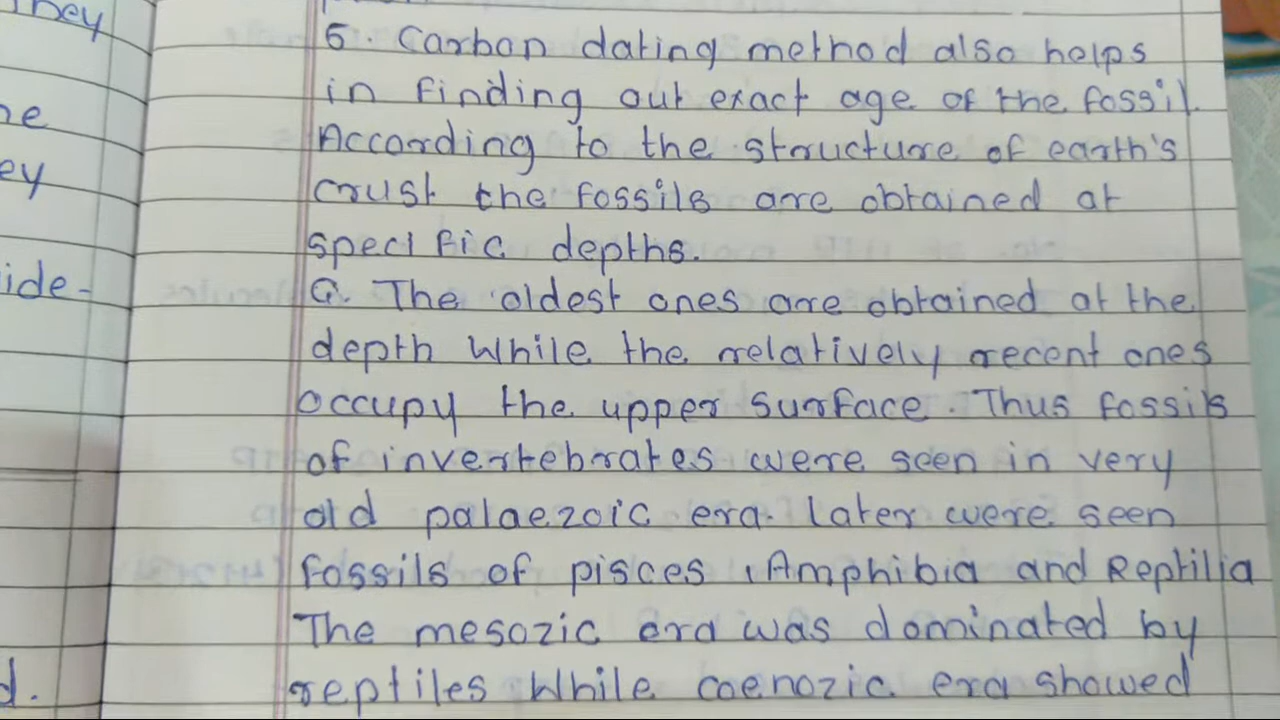 They
5. Carbon dating method also helps
in finding out exact age of the fossil.
According to the structure of earth's
crust the fossils are obtained at
specific depths.
6. The oldest ones are obtained at the
depth While the relatively recent ones
occupy the upper surface. Thus fossils
of invertebrates were seen in very
old palaezoic era. Later were seen
fossils of pisces, Amphibia and Reptilia
The mesozic era was dominated by
reptiles While coenozic era showed
ne
ey
ide-
d.